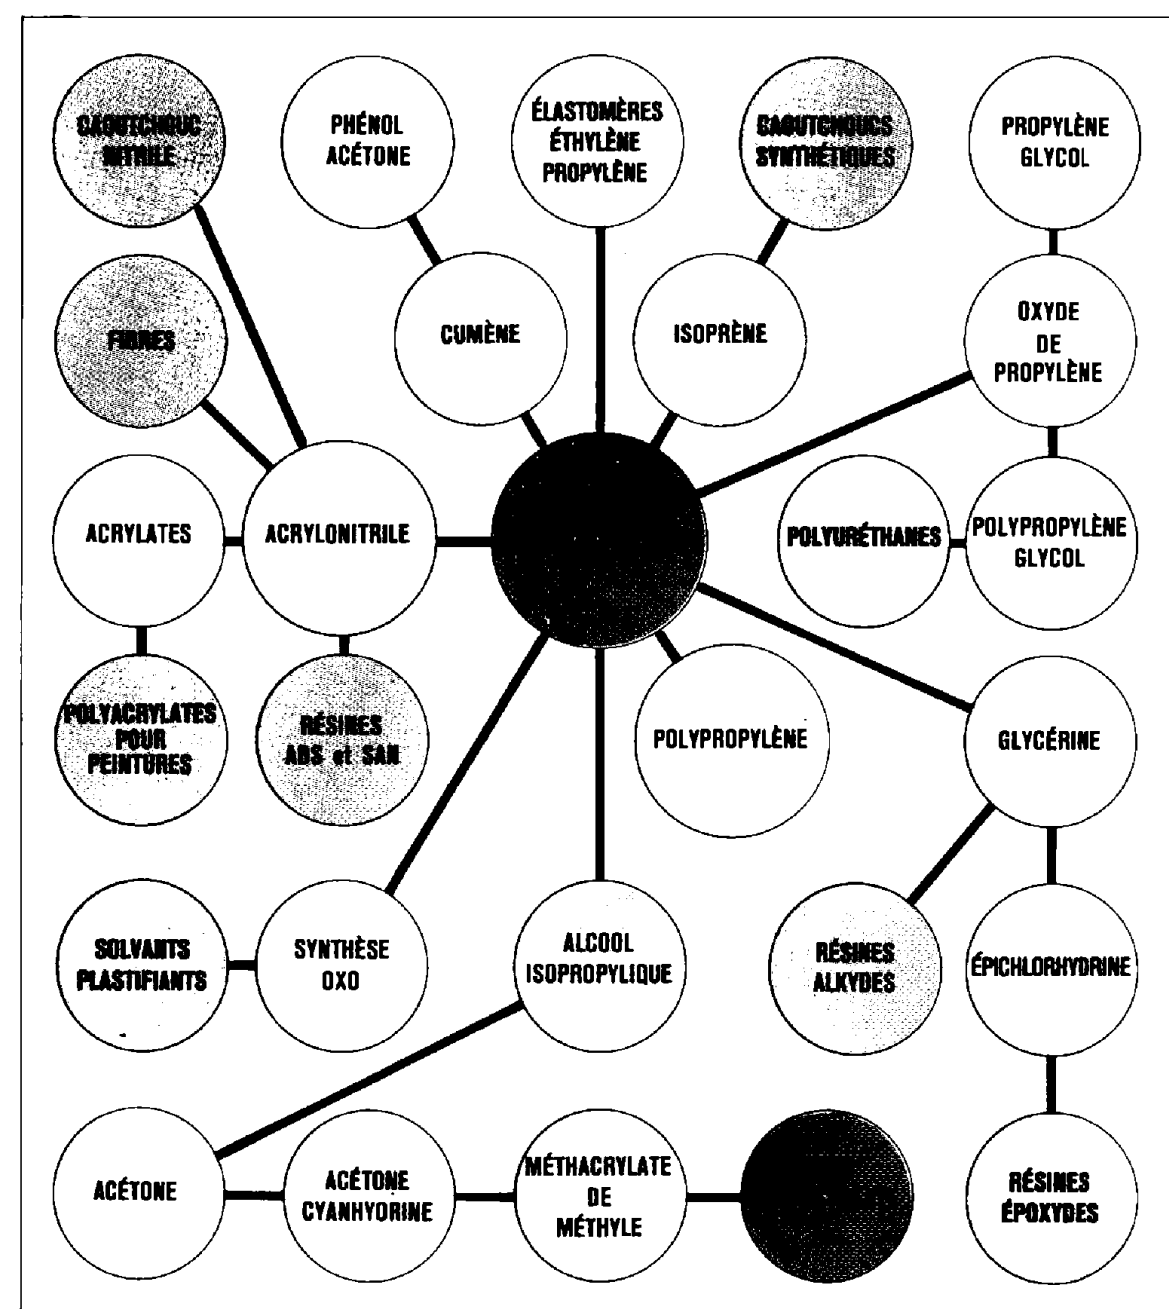 CAOUTCHOUC
NITRILE
PHÉNOL
ACÉTONE
ÉLASTOMÈRES
ÉTHYLÈNE
PROPYLÈNE
CAOUTCHOUCS
SYNTHÉTIQUES
PROPYLÈNE
GLYCOL
FIBRES
CUMÈNE
ISOPRÈNE
OXYDE
DE
PROPYLÈNE
ACRYLATES
ACRYLONITRILE
POLYURÉTHANES
POLYPROPYLÈNE
GLYCOL
POLYACRYLATES
POUR
PEINTURES
RÉSINES
ABS et SAN
POLYPROPYLÈNE
GLYCÉRINE
SOLVANTS
PLASTIFIANTS
SYNTHÈSE
OXO
ALCOOL
ISOPROPYLIQUE
RÉSINES
ALKYDES
ÉPICHLORHYDRINE
ACÉTONE
ACÉTONE
CYANHYDRINE
MÉTHACRYLATE
DE
MÉTHYLE
RÉSINES
ÉPOXYDES